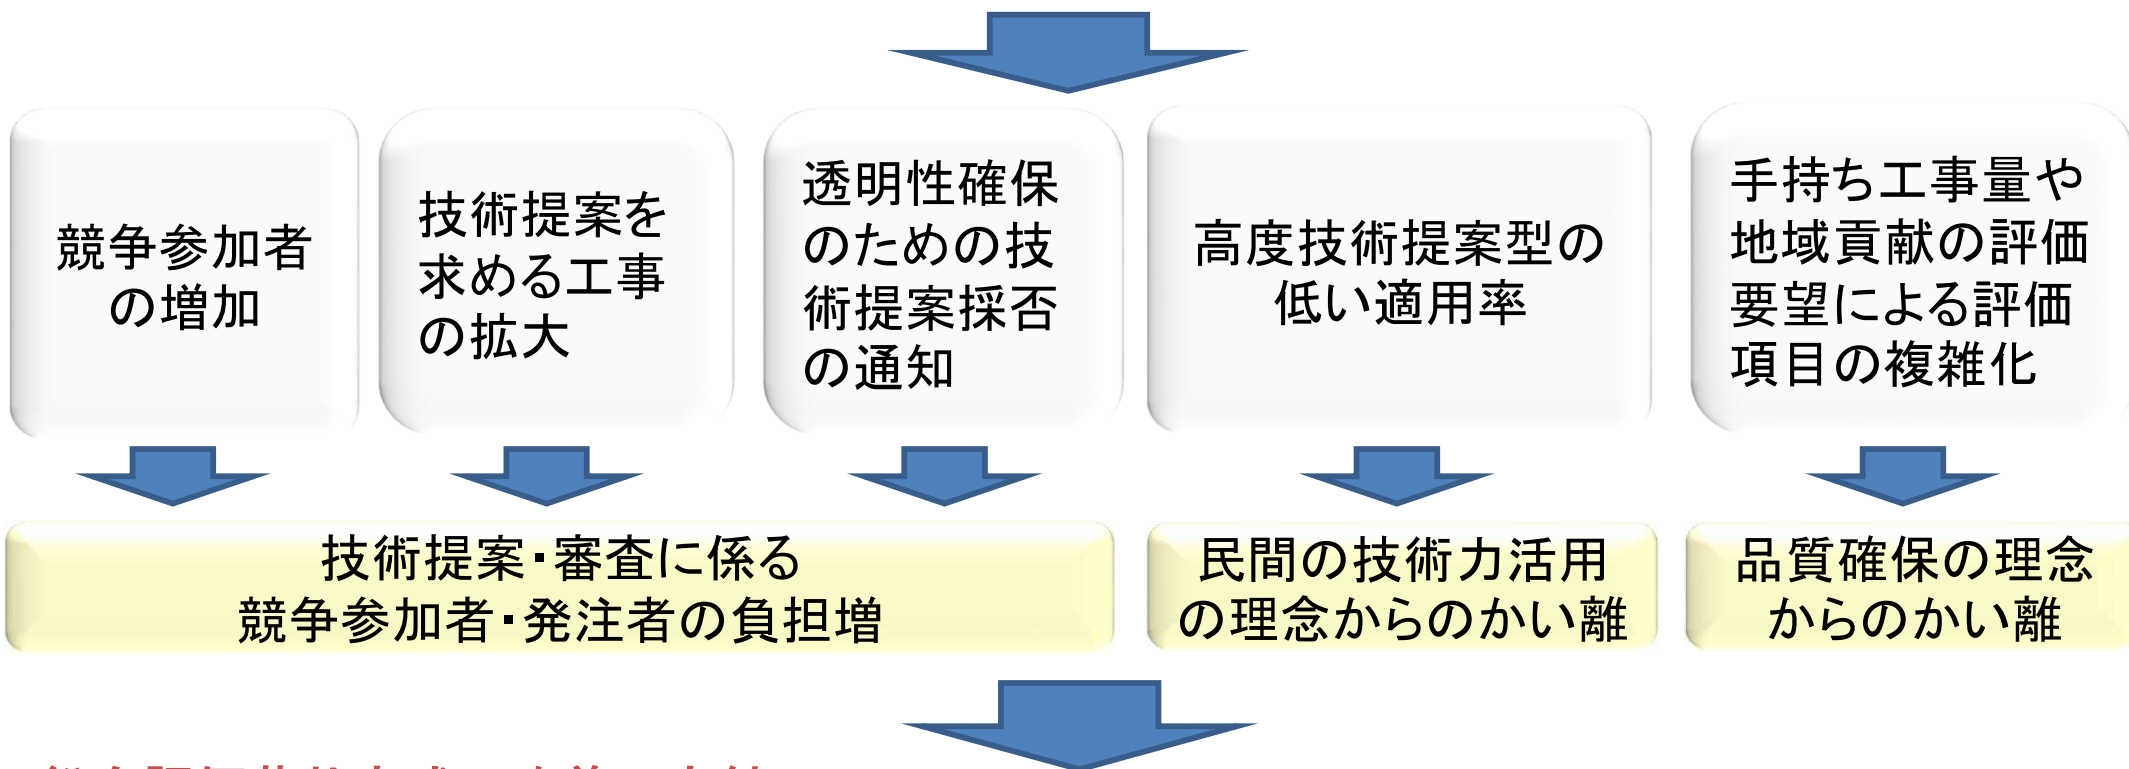 競争参加者
の増加
技術提案を
求める工事
の拡大
透明性確保
のための技
術提案採否
の通知
高度技術提案型の
低い適用率
手持ち工事量や
地域貢献の評価
要望による評価
項目の複雑化
技術提案・審査に係る
競争参加者・発注者の負担増
民間の技術力活用
の理念からのかい離
品質確保の理念
からのかい離